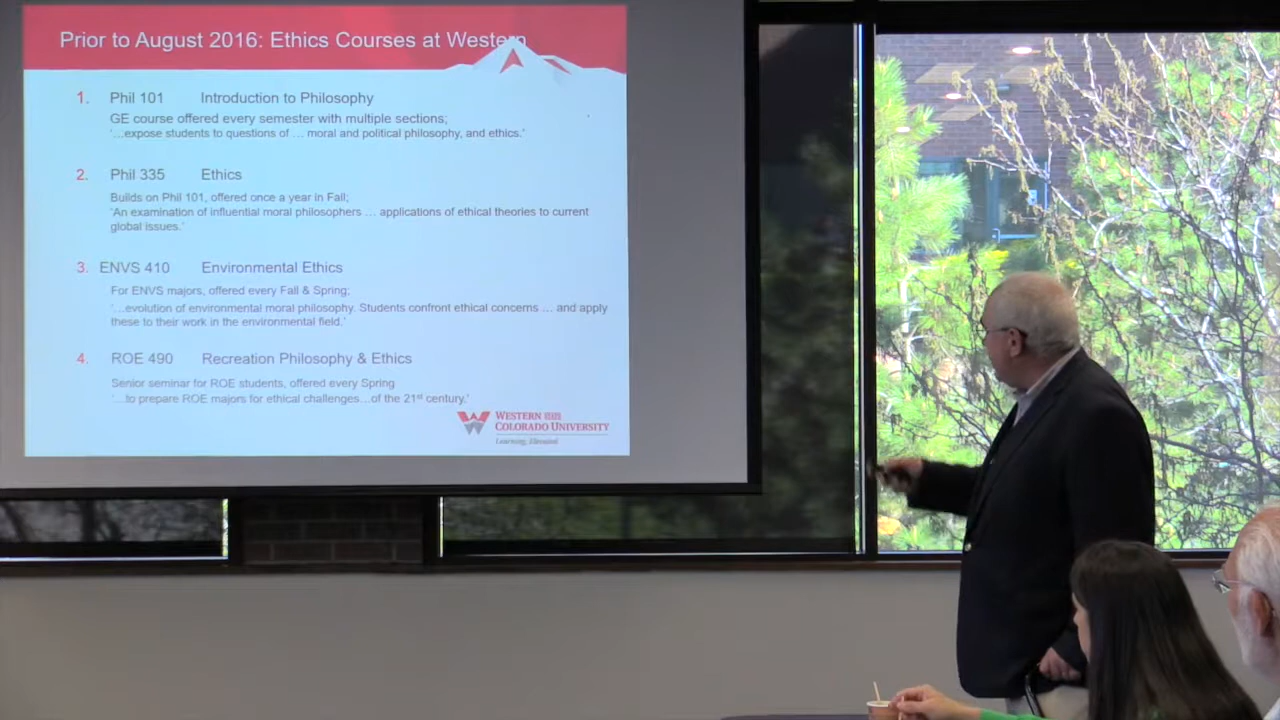 Prior to August 2016: Ethics Courses at Western
1. Phil 101 Introduction to Philosophy
GE course offered every semester with multiple sections;
‘…expose students to questions of … moral and political philosophy, and ethics.’
2. Phil 335 Ethics
Builds on Phil 101, offered once a year in Fall;
‘An examination of influential moral philosophers … applications of ethical theories to current
global issues.’
3. ENVS 410 Environmental Ethics
For ENVS majors, offered every Fall & Spring;
‘…evolution of environmental moral philosophy. Students confront ethical concerns … and apply
these to their work in the environmental field.’
4. ROE 490 Recreation Philosophy & Ethics
Senior seminar for ROE students, offered every Spring
‘…to prepare ROE majors for ethical challenges…of the 21st century.’
WESTERN
COLORADO UNIVERSITY
Learning, Elevated